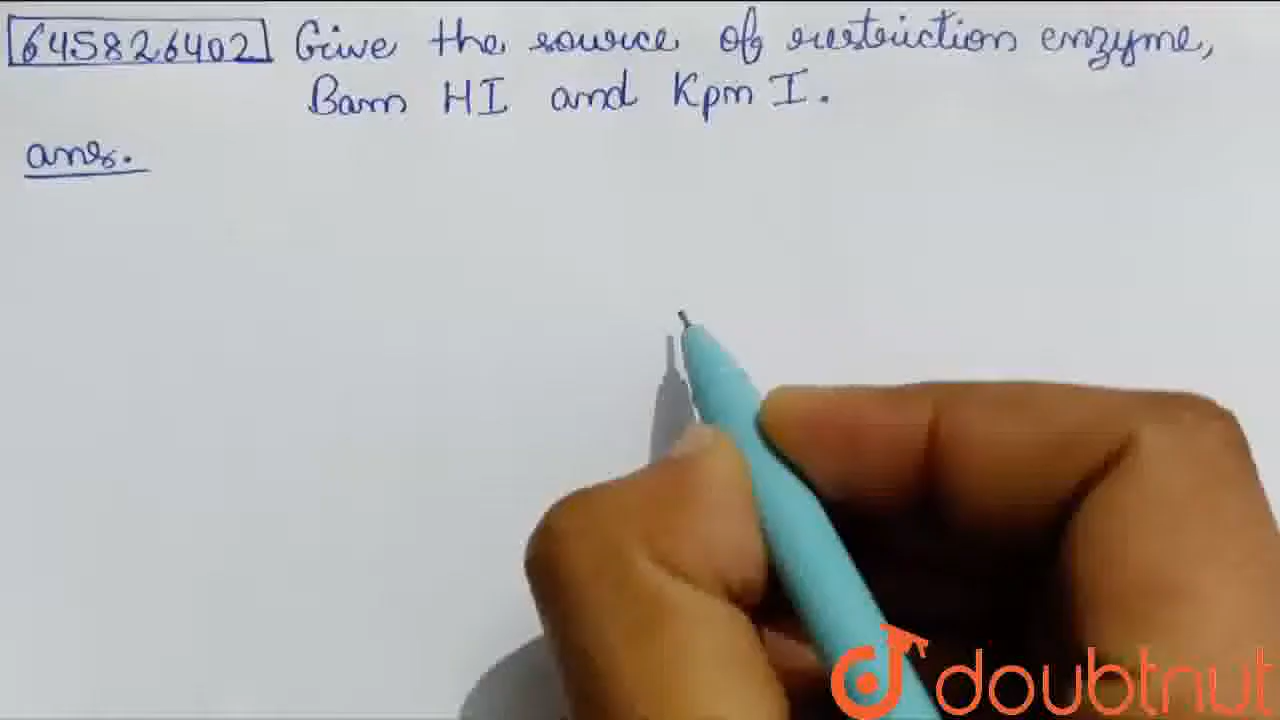 645826402 Give the source of restriction enzyme,
Bam HI and Kpn I.
ans.
doubtnut